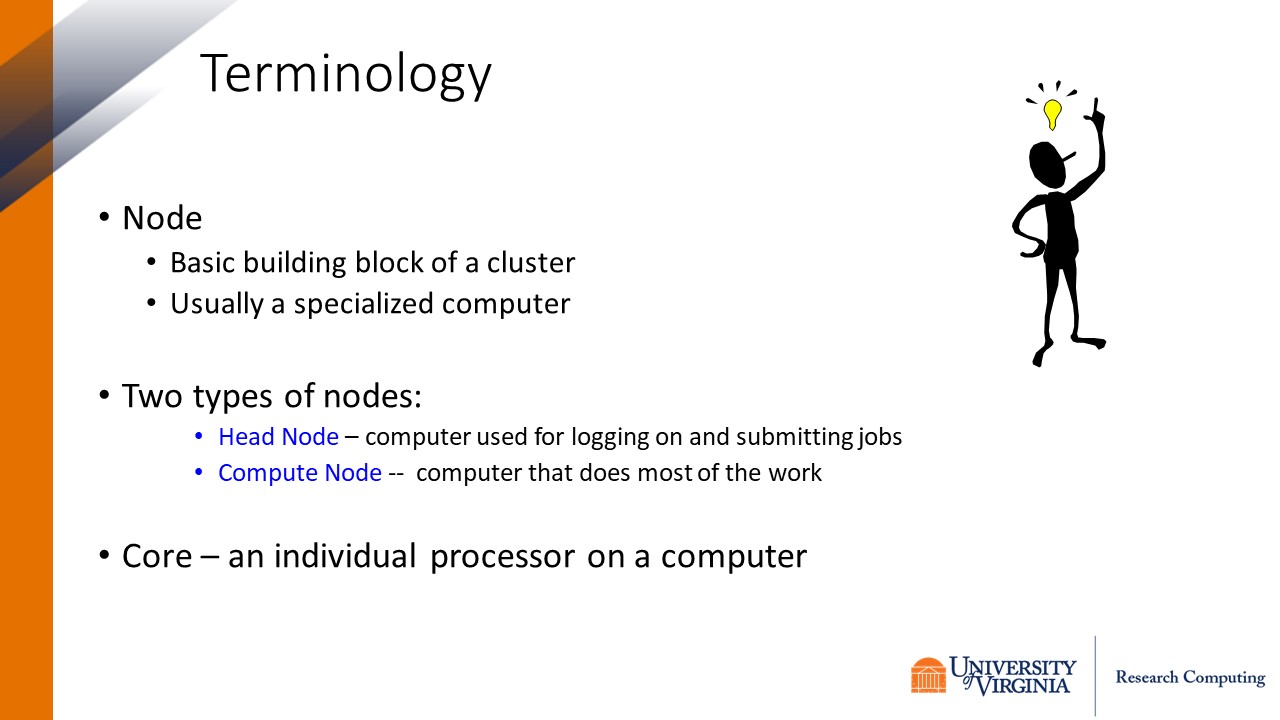 Terminology
• Node
• Basic building block of a cluster
• Usually a specialized computer
• Two types of nodes:
• Head Node – computer used for logging on and submitting jobs
• Compute Node -- computer that does most of the work
• Core – an individual processor on a computer
UNIVERSITY
of VIRGINIA
Research Computing